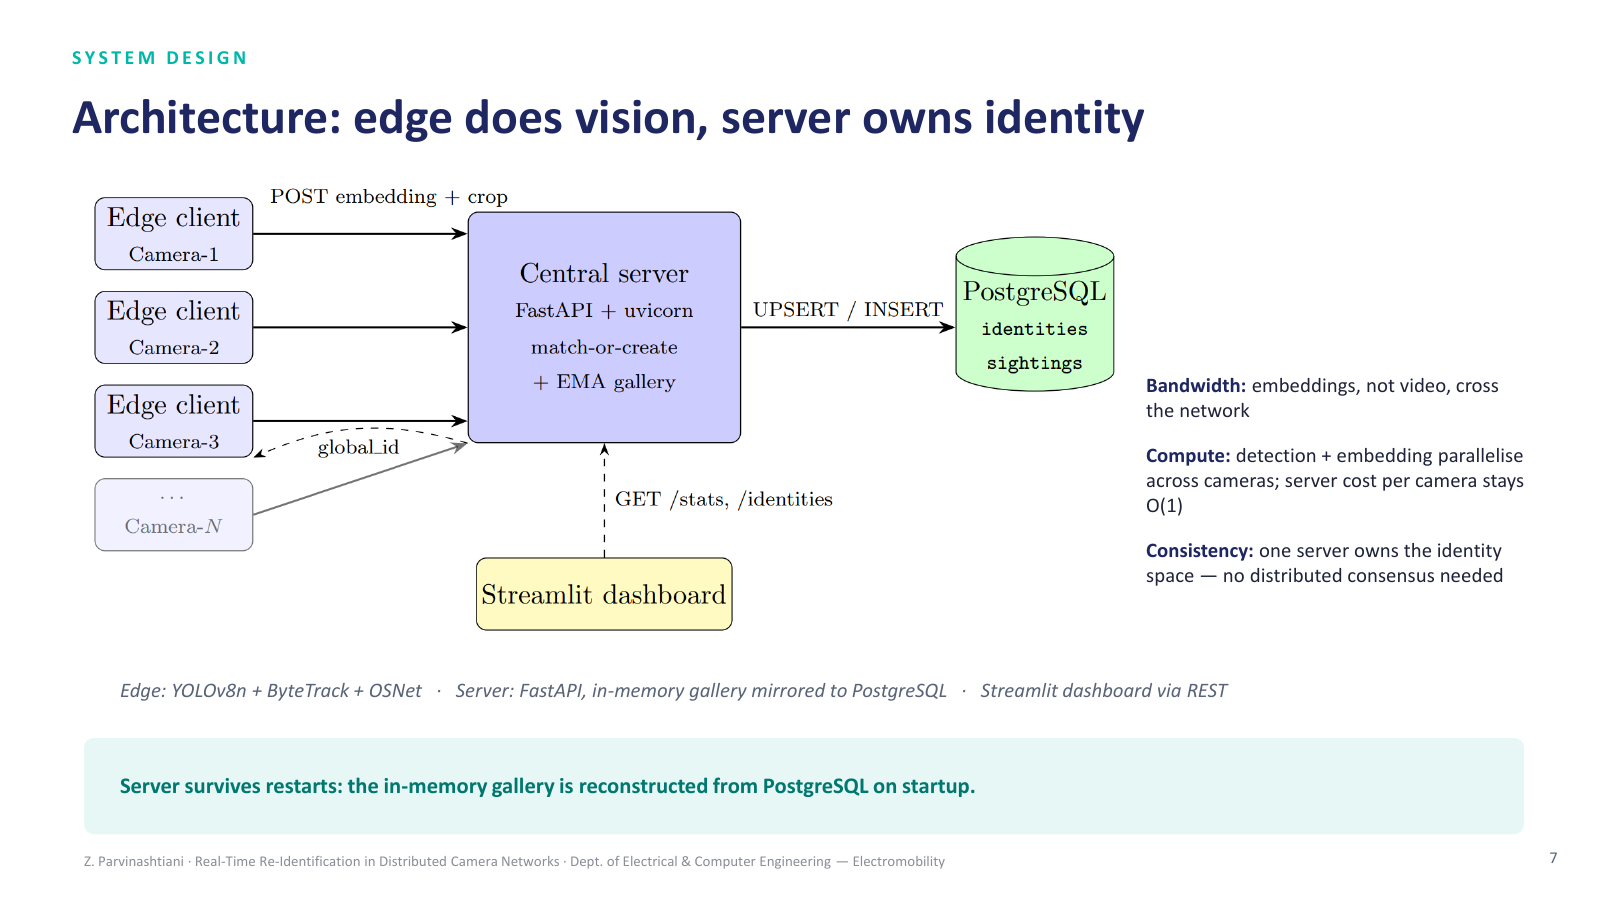 SYSTEM DESIGN
Architecture: edge does vision, server owns identity
POST embedding + crop
Edge client
Camera-1
Edge client
Camera-2
Edge client
Camera-3
global_id
...
Camera-N
Central server
FastAPI + uvicorn
match-or-create
+ EMA gallery
UPSERT / INSERT
PostgreSQL
identities
sightings
GET /stats, /identities
Streamlit dashboard
Bandwidth: embeddings, not video, cross
the network
Compute: detection + embedding parallelise
across cameras; server cost per camera stays
O(1)
Consistency: one server owns the identity
space — no distributed consensus needed
Edge: YOLOv8n + ByteTrack + OSNet · Server: FastAPI, in-memory gallery mirrored to PostgreSQL · Streamlit dashboard via REST
Server survives restarts: the in-memory gallery is reconstructed from PostgreSQL on startup.
Z. Parvinashtiani · Real-Time Re-Identification in Distributed Camera Networks · Dept. of Electrical & Computer Engineering — Electromobility
7